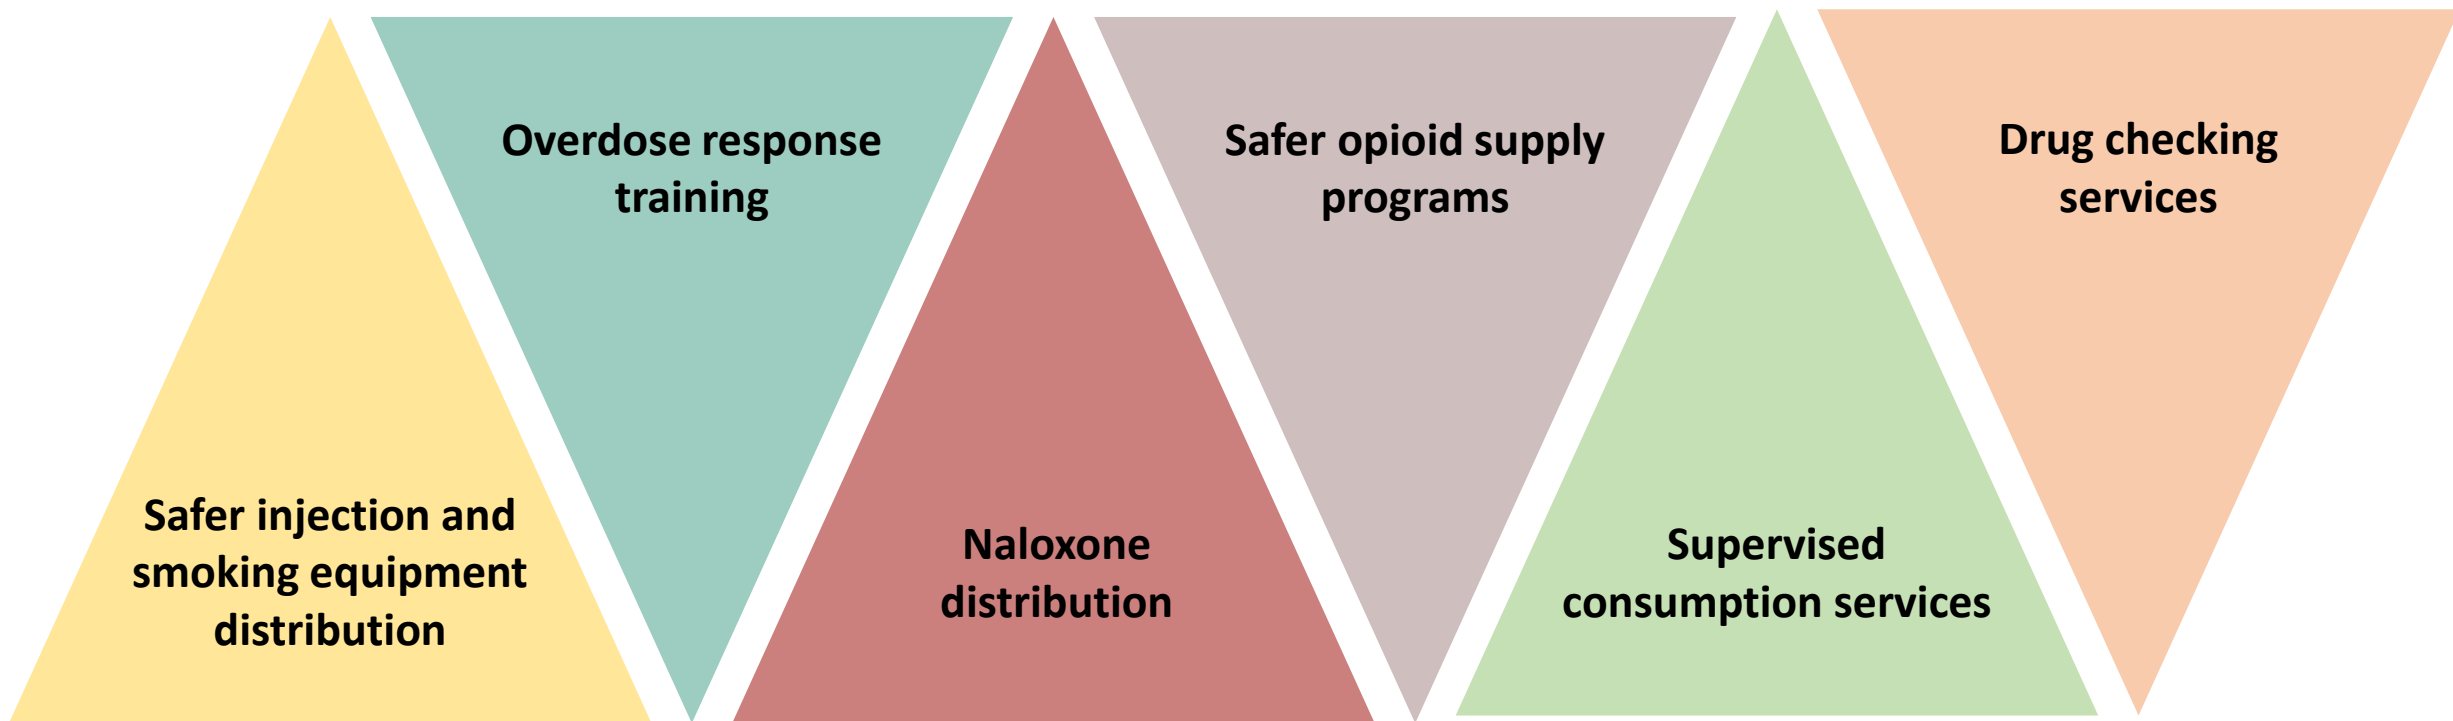 Safer injection and
smoking equipment
distribution
Overdose response
training
Naloxone
distribution
Safer opioid supply
programs
Supervised
consumption services
Drug checking
services